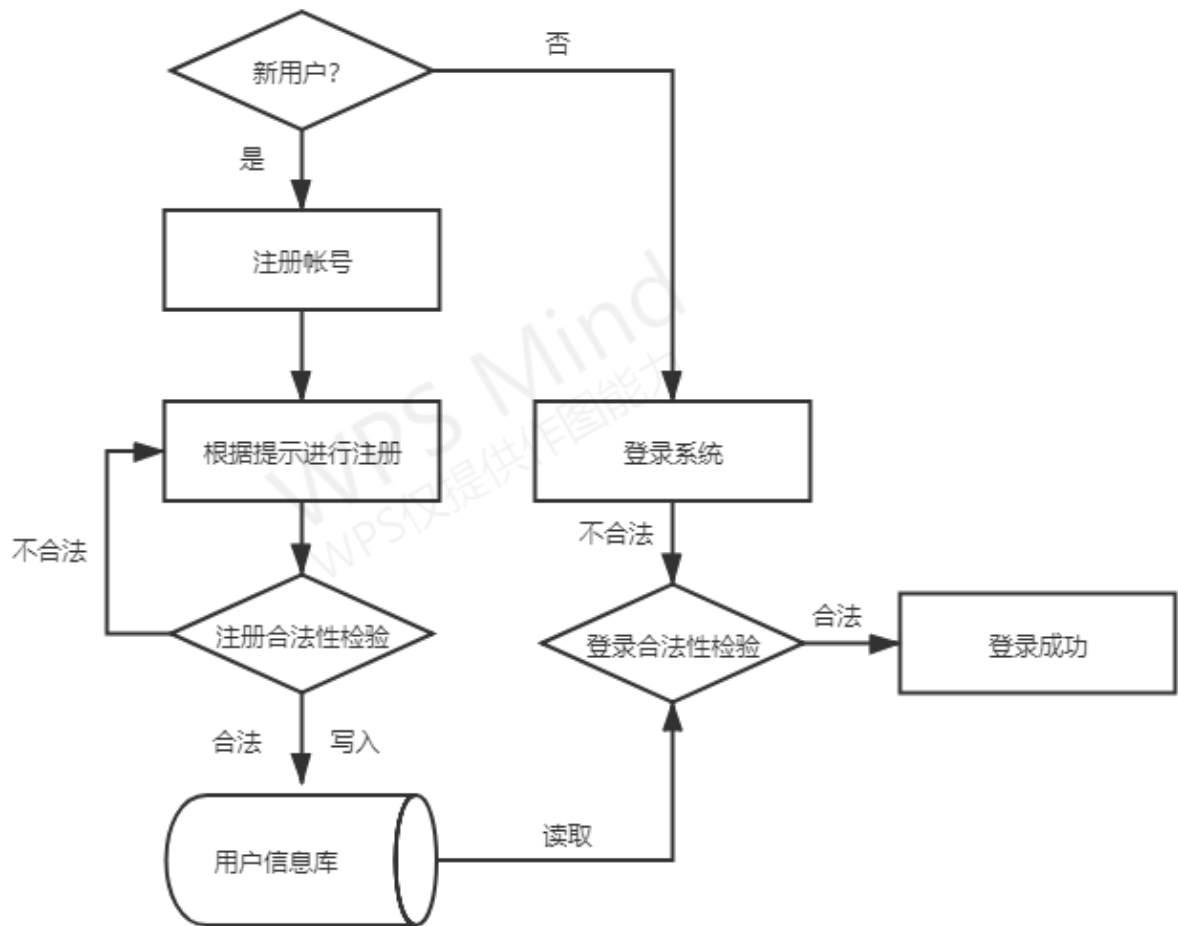 否
新用户?
是
注册帐号
WPS Mind
WPS仅提供作图能力
根据提示进行注册
登录系统
不合法
不合法
注册合法性检验
登录合法性检验
合法
登录成功
合法
写入
读取
用户信息库